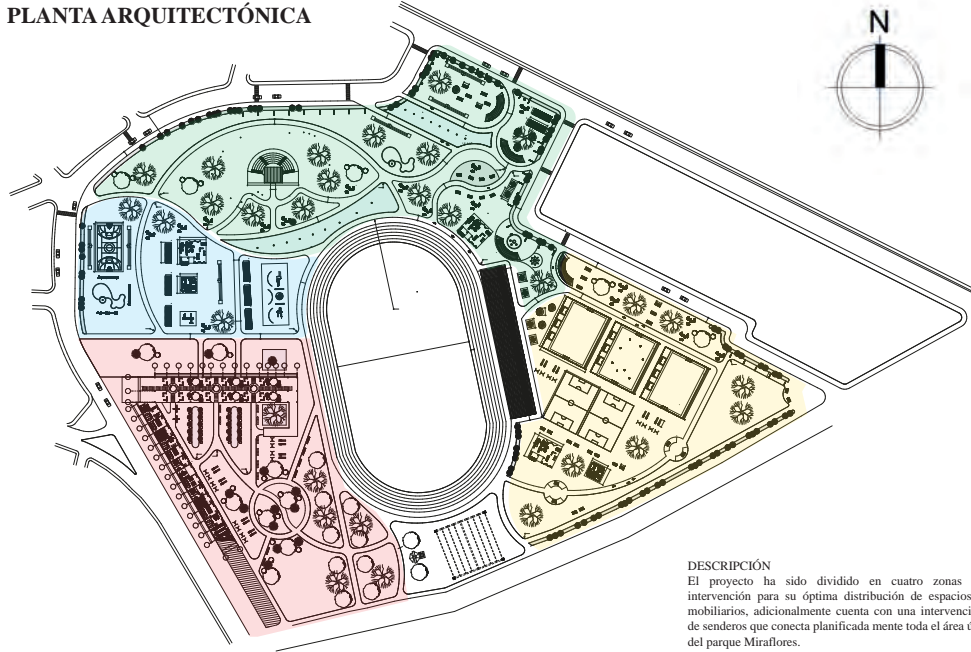 PLANTA ARQUITECTÓNICA
N
DESCRIPCIÓN
El proyecto ha sido dividido en cuatro zonas
intervención para su óptima distribución de espacios
mobiliarios, adicionalmente cuenta con una intervenci
de senderos que conecta planificada mente toda el área ú
del parque Miraflores.